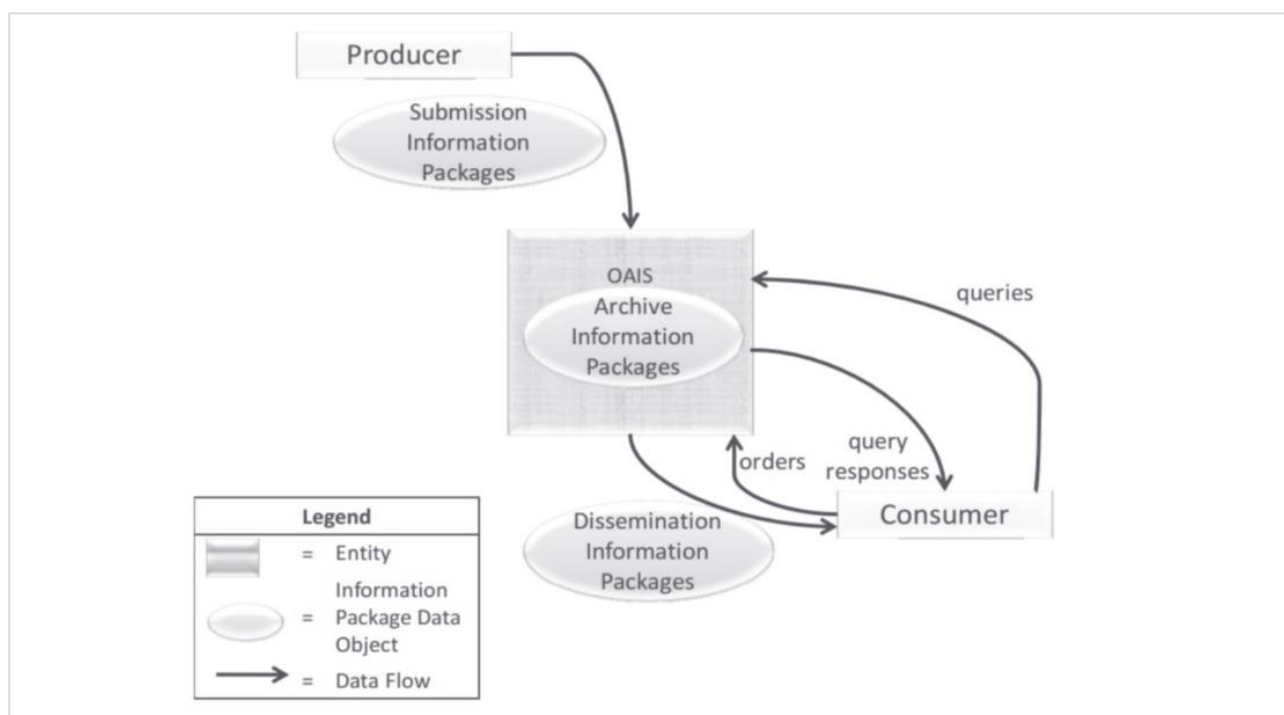 Producer
Submission
Information
Packages
OAIS
Archive
Information
Packages
queries
query
responses
orders
Consumer
Dissemination
Information
Packages
Legend
= Entity
Information
= Package Data
Object
= Data Flow